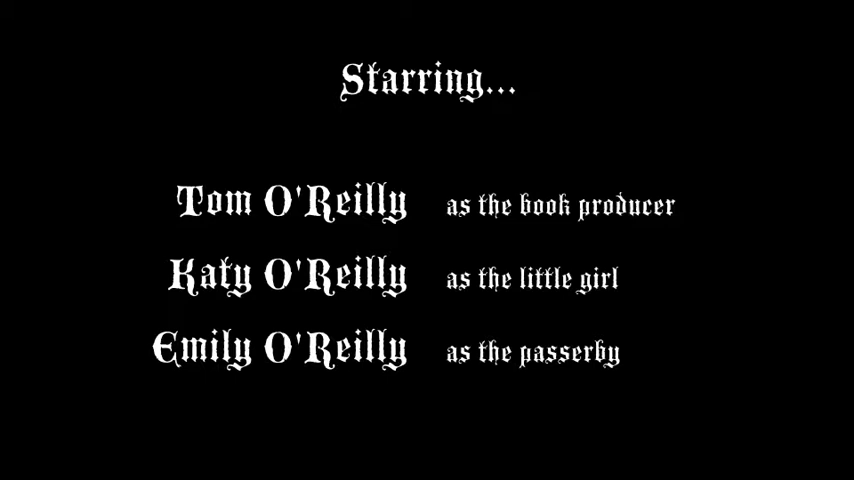 Starring...
Tom O'Reilly as the book producer
Katy O'Reilly as the little girl
Emily O'Reilly as the passerby